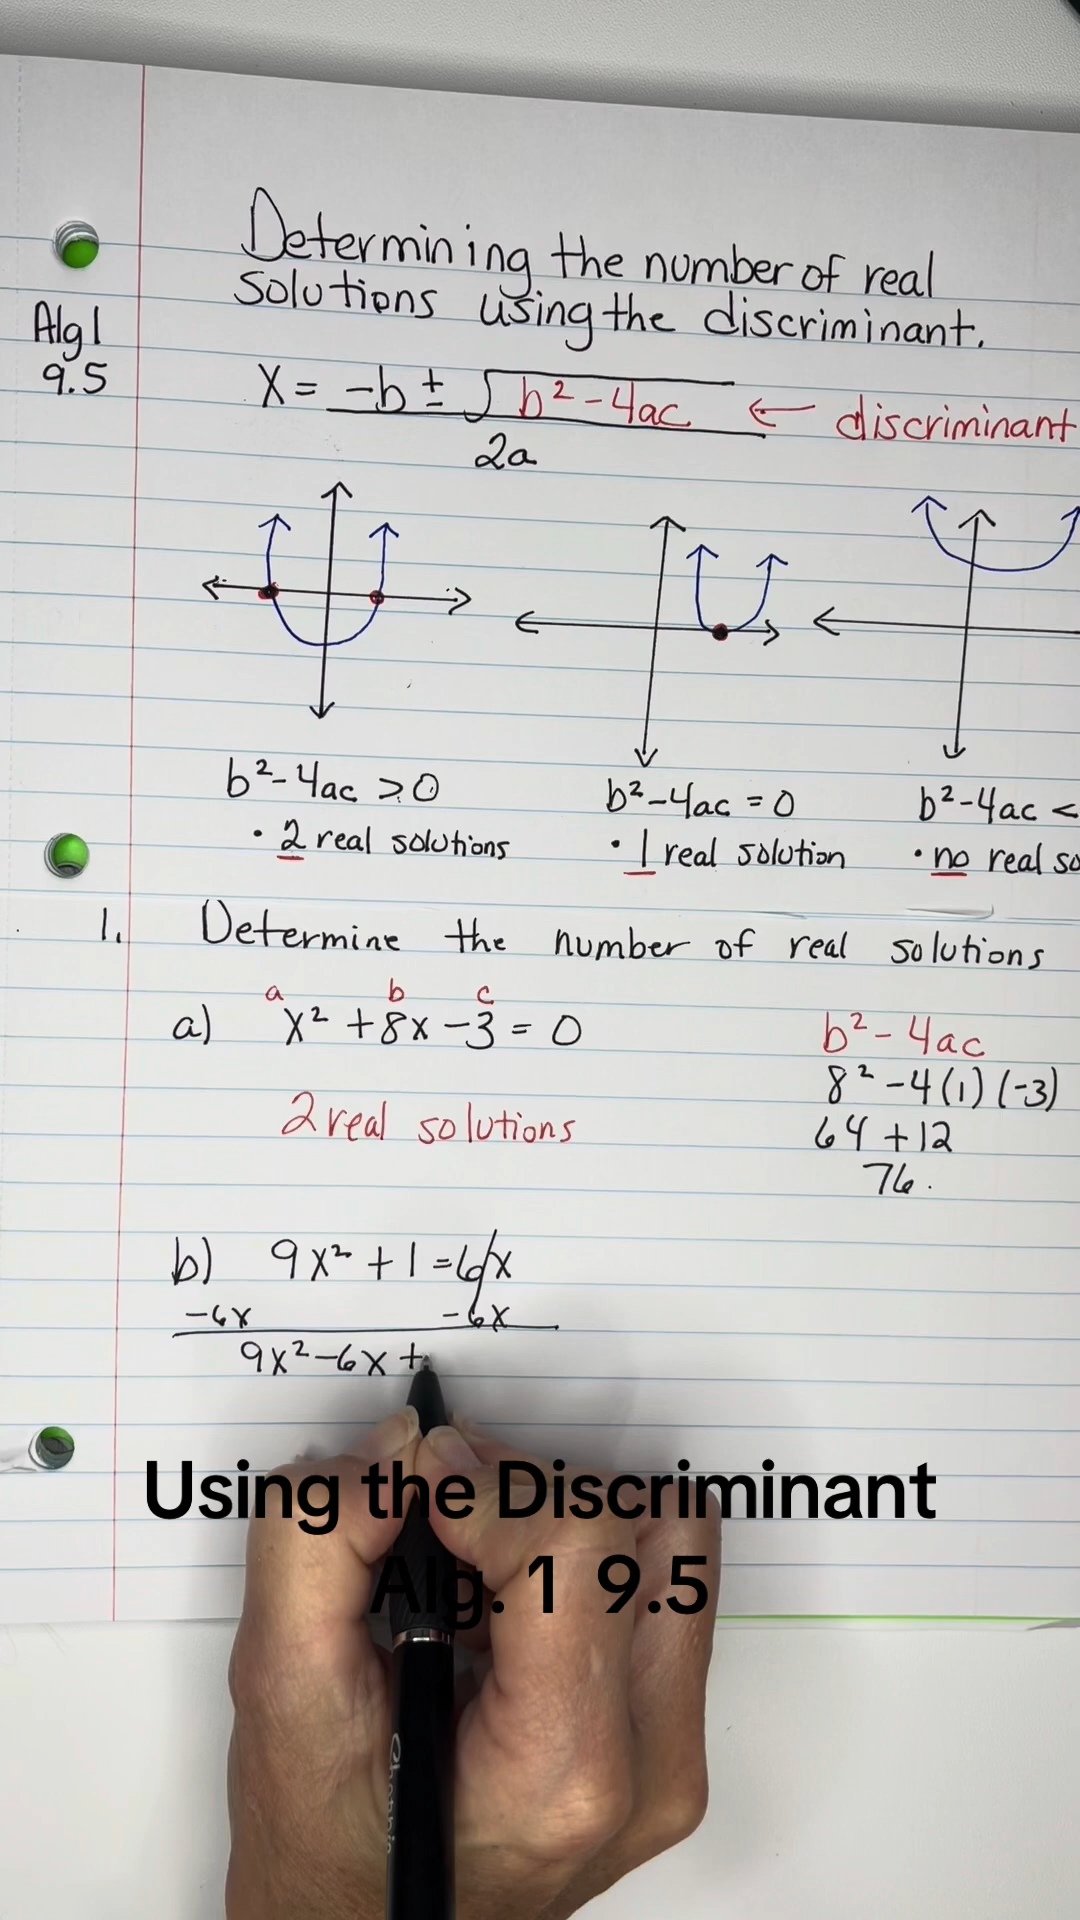 Determining the number of real
solutions using the discriminant.
Alg 1
9.5
X = -b ± √b² - 4ac ← discriminant
2a
b² - 4ac > 0
b² - 4ac = 0
b² - 4ac <
· 2 real solutions
· 1 real solution
· no real so
1. Determine the number of real solutions
a b c
a) x² + 8x - 3 = 0
b² - 4ac
8² - 4(1)(-3)
64 + 12
76.
2 real solutions
b) 9x² + 1 = 6x
-6x -6x
9x² - 6x +
Using the Discriminant
Alg. 1 9.5